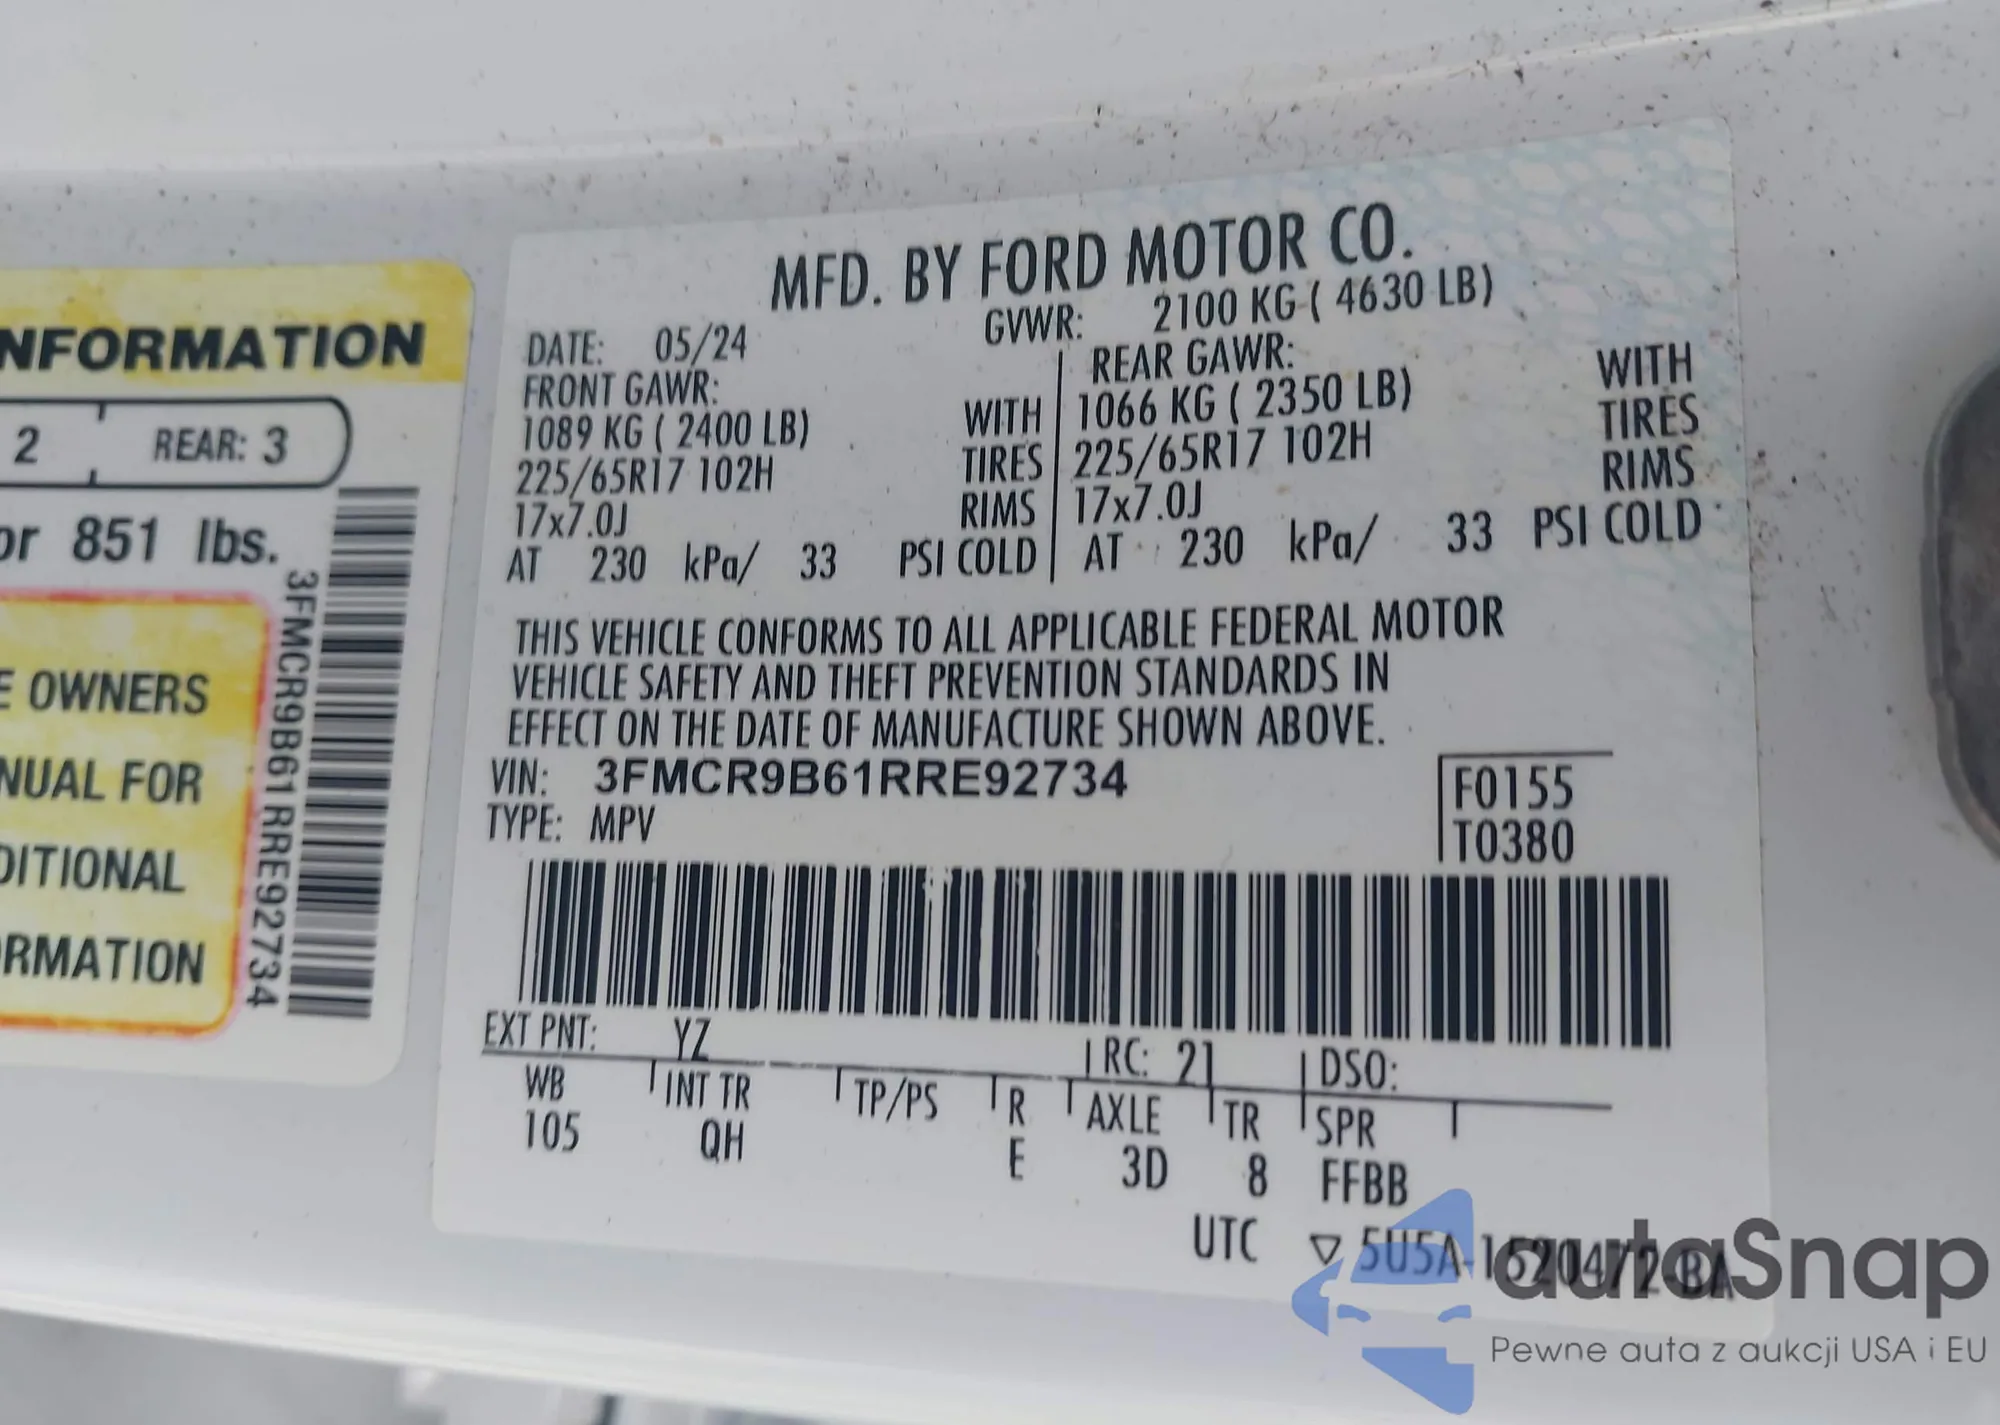 NFORMATION
2 REAR: 3
or 851 lbs.
E OWNERS
NUAL FOR
DITIONAL
ORMATION
3FMCR9B61RRE92734
MFD. BY FORD MOTOR CO.
DATE: 05/24 GVWR: 2100 KG ( 4630 LB)
FRONT GAWR: REAR GAWR:
1089 KG ( 2400 LB) WITH 1066 KG ( 2350 LB) WITH
225/65R17 102H TIRES 225/65R17 102H TIRES
17x7.0J RIMS 17x7.0J RIMS
AT 230 kPa/ 33 PSI COLD AT 230 kPa/ 33 PSI COLD
THIS VEHICLE CONFORMS TO ALL APPLICABLE FEDERAL MOTOR
VEHICLE SAFETY AND THEFT PREVENTION STANDARDS IN
EFFECT ON THE DATE OF MANUFACTURE SHOWN ABOVE.
VIN: 3FMCR9B61RRE92734 F0155
TYPE: MPV T0380
EXT PNT: YZ RC: 21 DSO:
WB INT TR TP/PS R AXLE TR SPR
105 QH E 3D 8 FFBB
UTC ▽ 5U5A-1520472-BA
autoSnap
Pewne auta z aukcji USA i EU